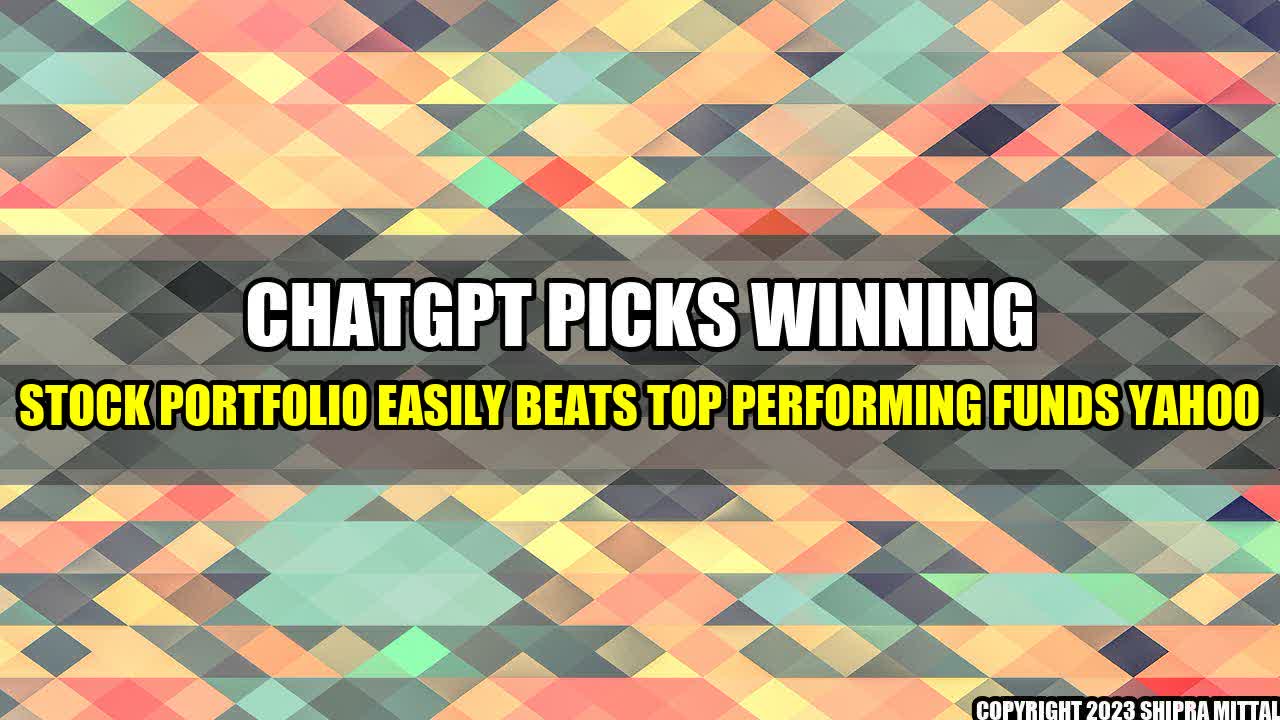 CHATGPT PICKS WINNING
STOCK PORTFOLIO EASILY BEATS TOP PERFORMING FUNDS YAHOO
COPYRIGHT 2023 SHIPRA MITTAL